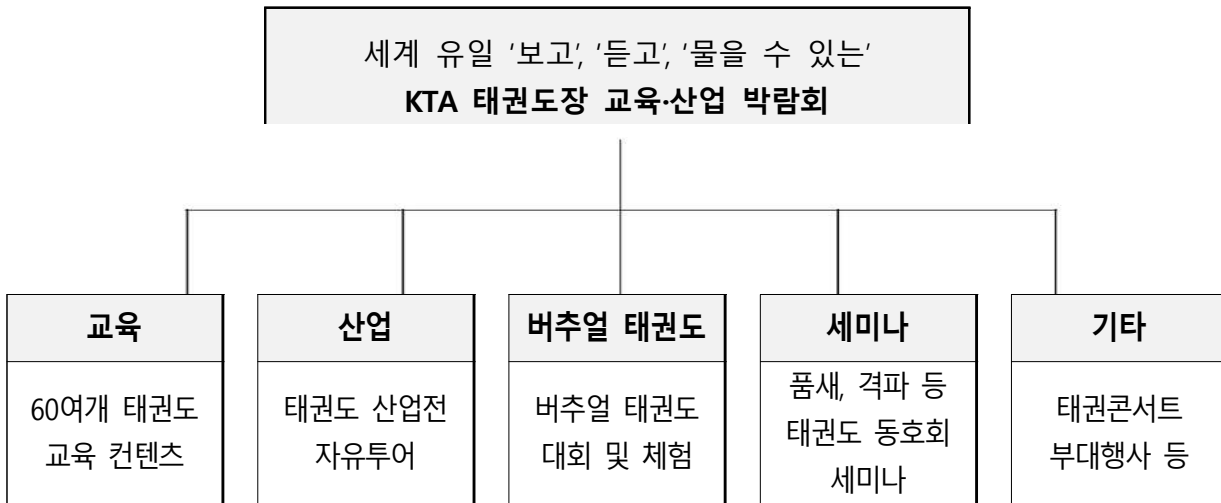 세계 유일 ‘보고’, ‘듣고’, ‘물을 수 있는’
KTA 태권도장 교육·산업 박람회
교육
60여개 태권도
교육 컨텐츠
산업
태권도 산업전
자유투어
버추얼 태권도
버추얼 태권도
대회 및 체험
세미나
품새, 격파 등
태권도 동호회
세미나
기타
태권콘서트
부대행사 등